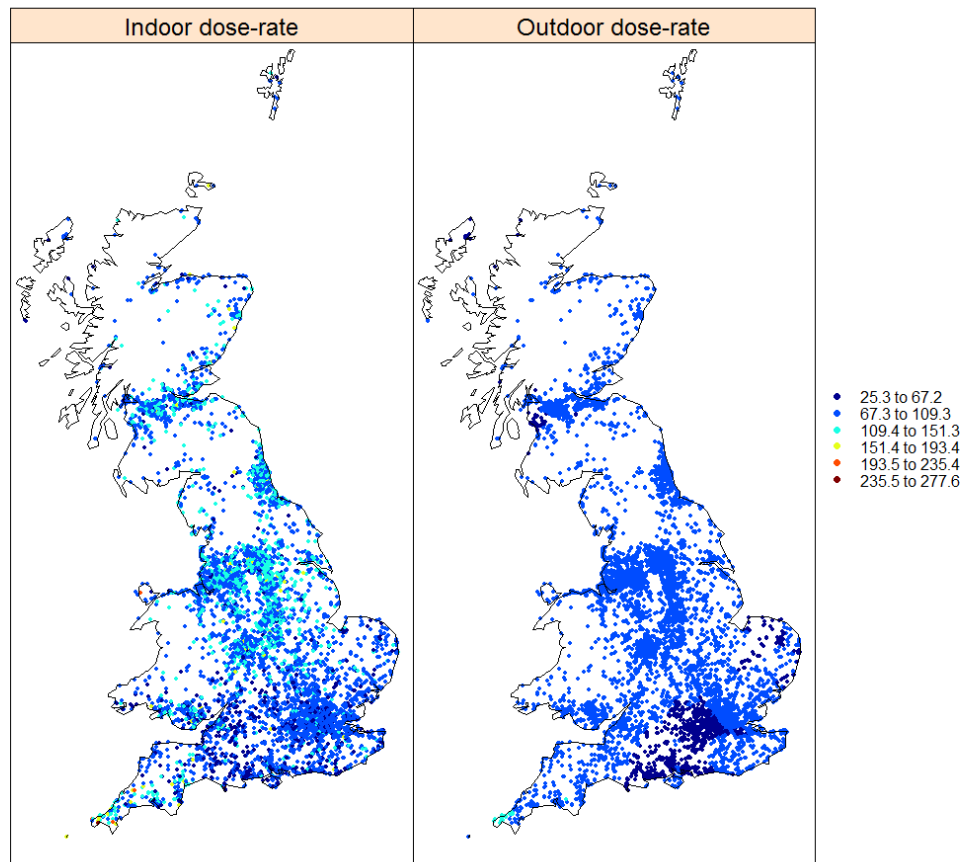 Indoor dose-rate
Outdoor dose-rate
25.3 to 67.2
67.3 to 109.3
109.4 to 151.3
151.4 to 193.4
193.5 to 235.4
235.5 to 277.6